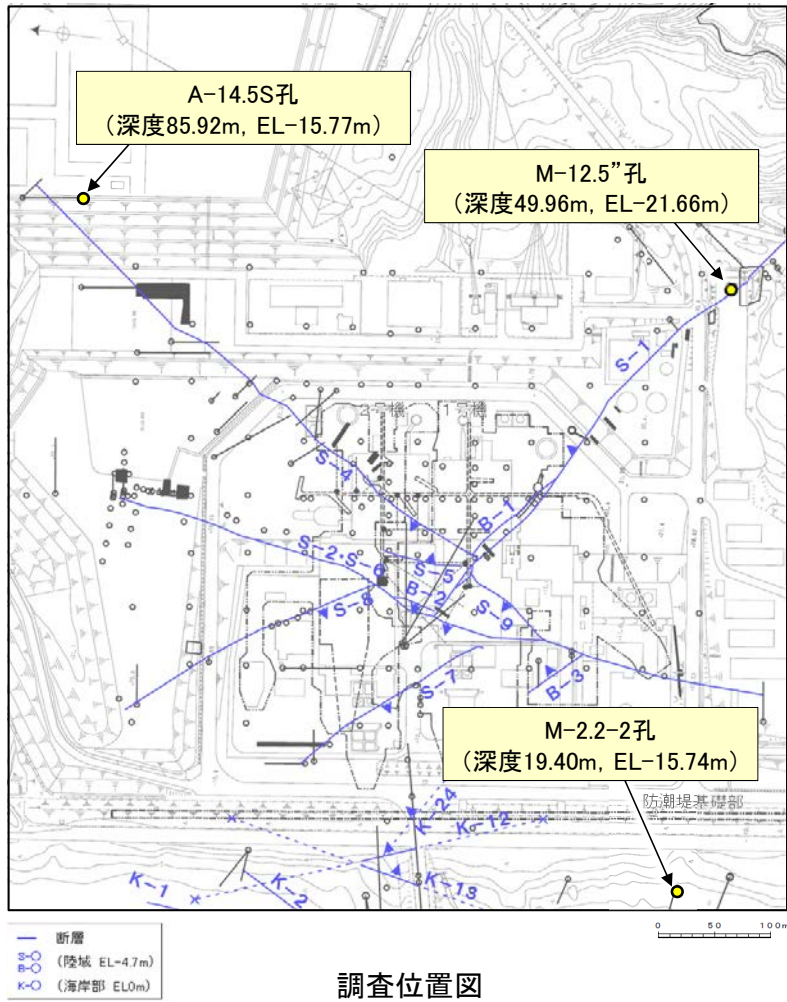 A-14.5S孔
（深度85.92m, EL-15.77m）
M-12.5”孔
（深度49.96m, EL-21.66m）
S-1
2号機
1号機
S-4
B-1
S-2･S-6
S-5
S-8
B-2
S-9
S-7
B-3
M-2.2-2孔
（深度19.40m, EL-15.74m）
防潮堤基礎部
K-24
K-12
K-1
K-2
K-13
0 50 100m
断層
S-○
B-○
（陸域 EL-4.7m）
K-○
（海岸部 EL0m）
調査位置図